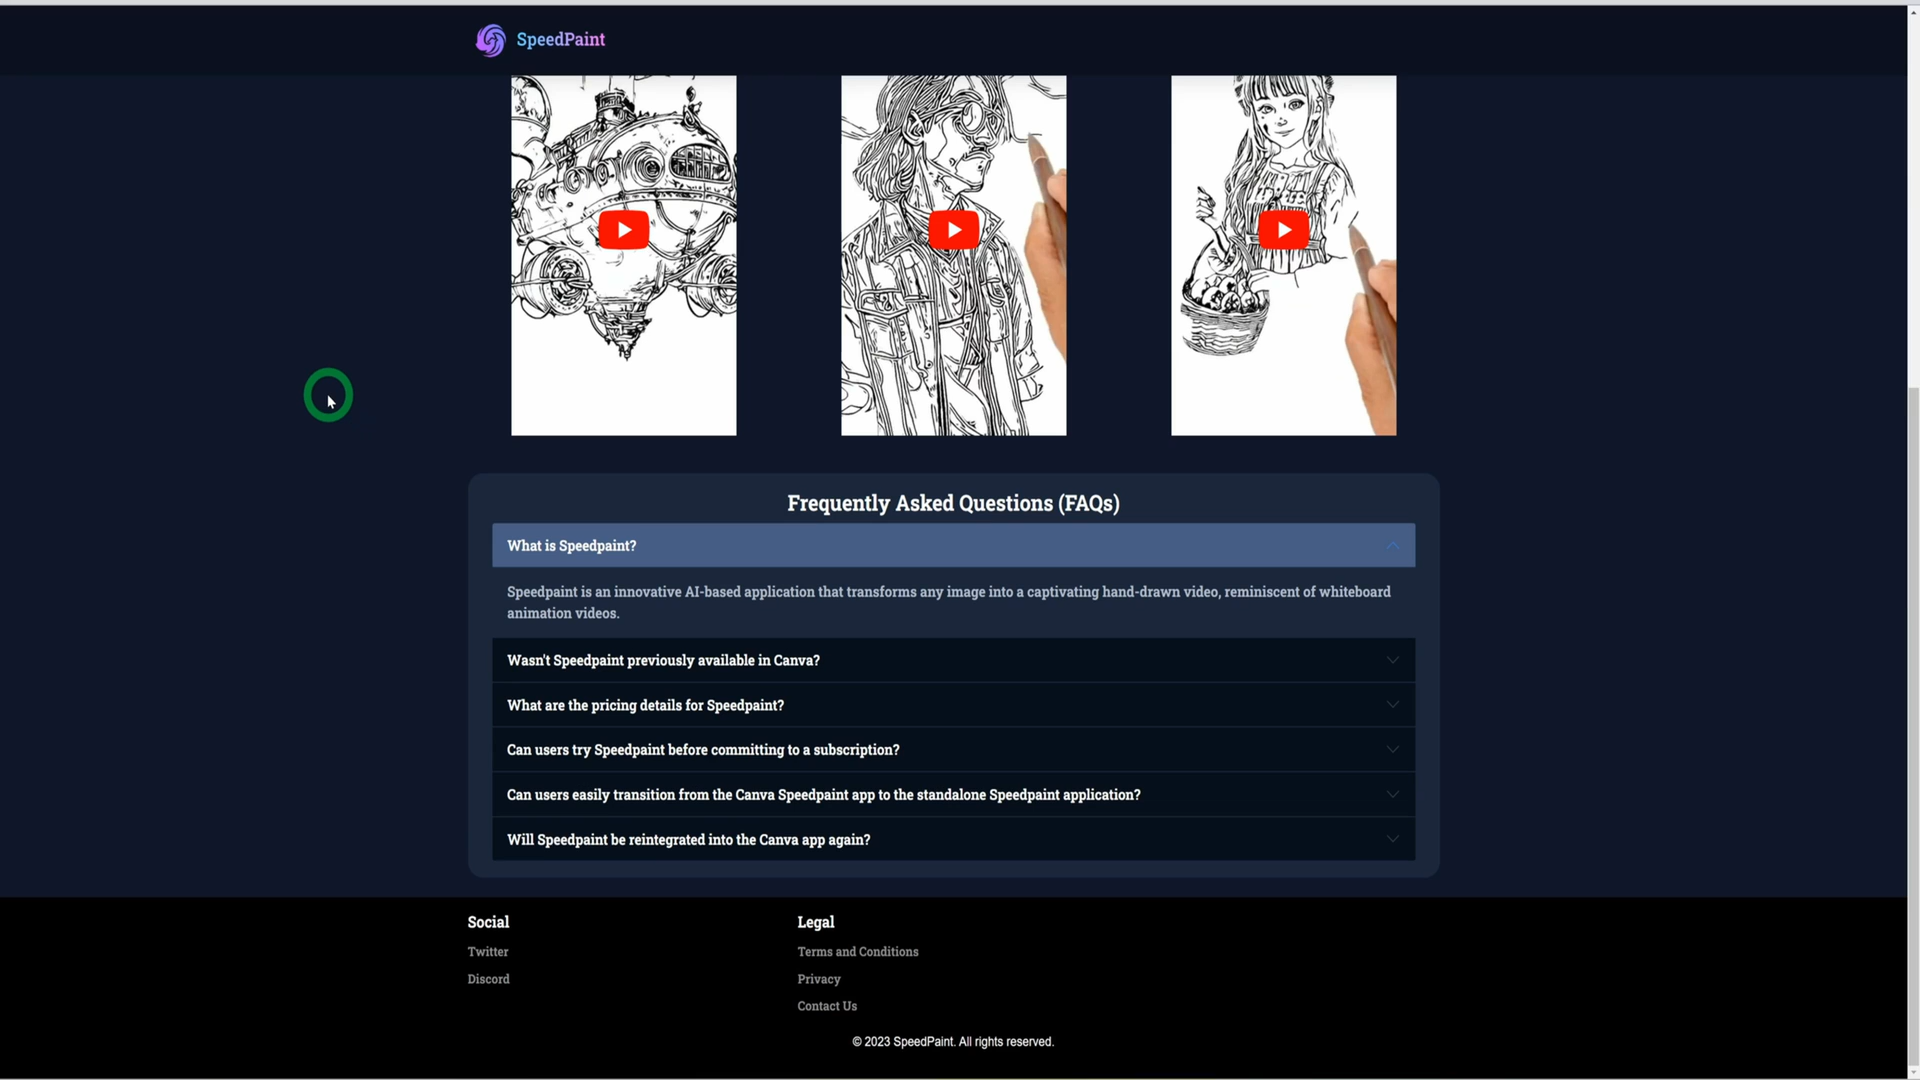 SpeedPaint
Frequently Asked Questions (FAQs)
What is Speedpaint?
Speedpaint is an innovative AI-based application that transforms any image into a captivating hand-drawn video, reminiscent of whiteboard
animation videos.
Wasn't Speedpaint previously available in Canva?
What are the pricing details for Speedpaint?
Can users try Speedpaint before committing to a subscription?
Can users easily transition from the Canva Speedpaint app to the standalone Speedpaint application?
Will Speedpaint be reintegrated into the Canva app again?
Social
Twitter
Discord
Legal
Terms and Conditions
Privacy
Contact Us
© 2023 SpeedPaint. All rights reserved.